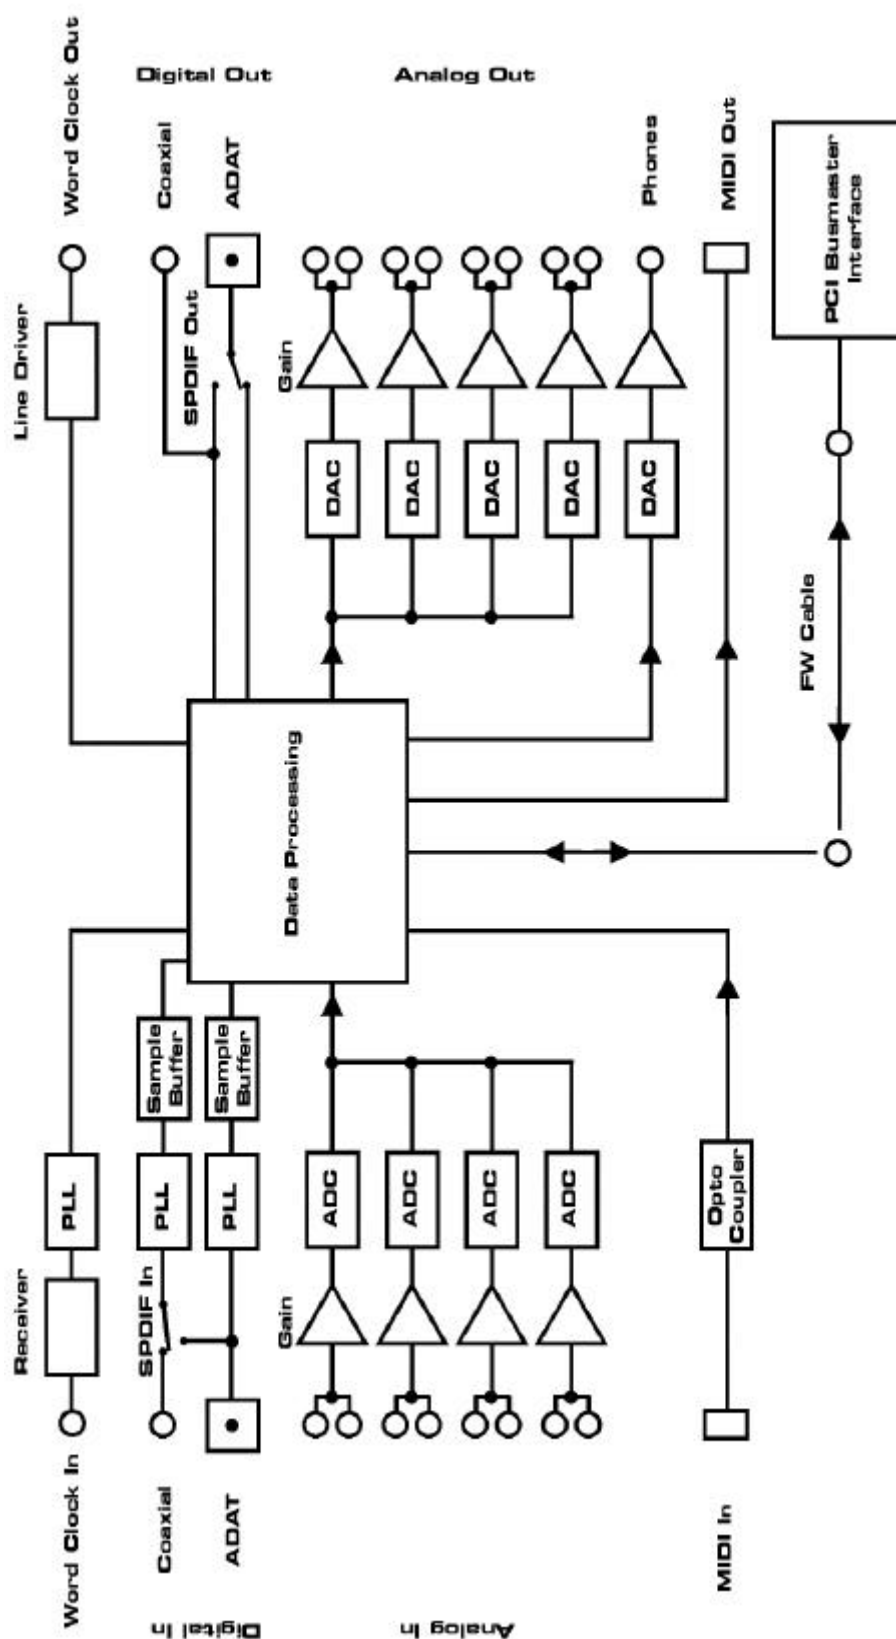 Word Clock Out
Digital Out
Analog Out
Coaxial
ADAT
Phones
MIDI Out
PCI Busmaster
Interface
Line Driver
SPDIF Out
Gain
DAC
DAC
DAC
DAC
DAC
FW Cable
Data Processing
Sample
Buffer
Sample
Buffer
PLL
PLL
PLL
ADC
ADC
ADC
ADC
Opto
Coupler
Receiver
SPDIF In
Gain
Word Clock In
Coaxial
ADAT
MIDI In
Digital In
Analog In